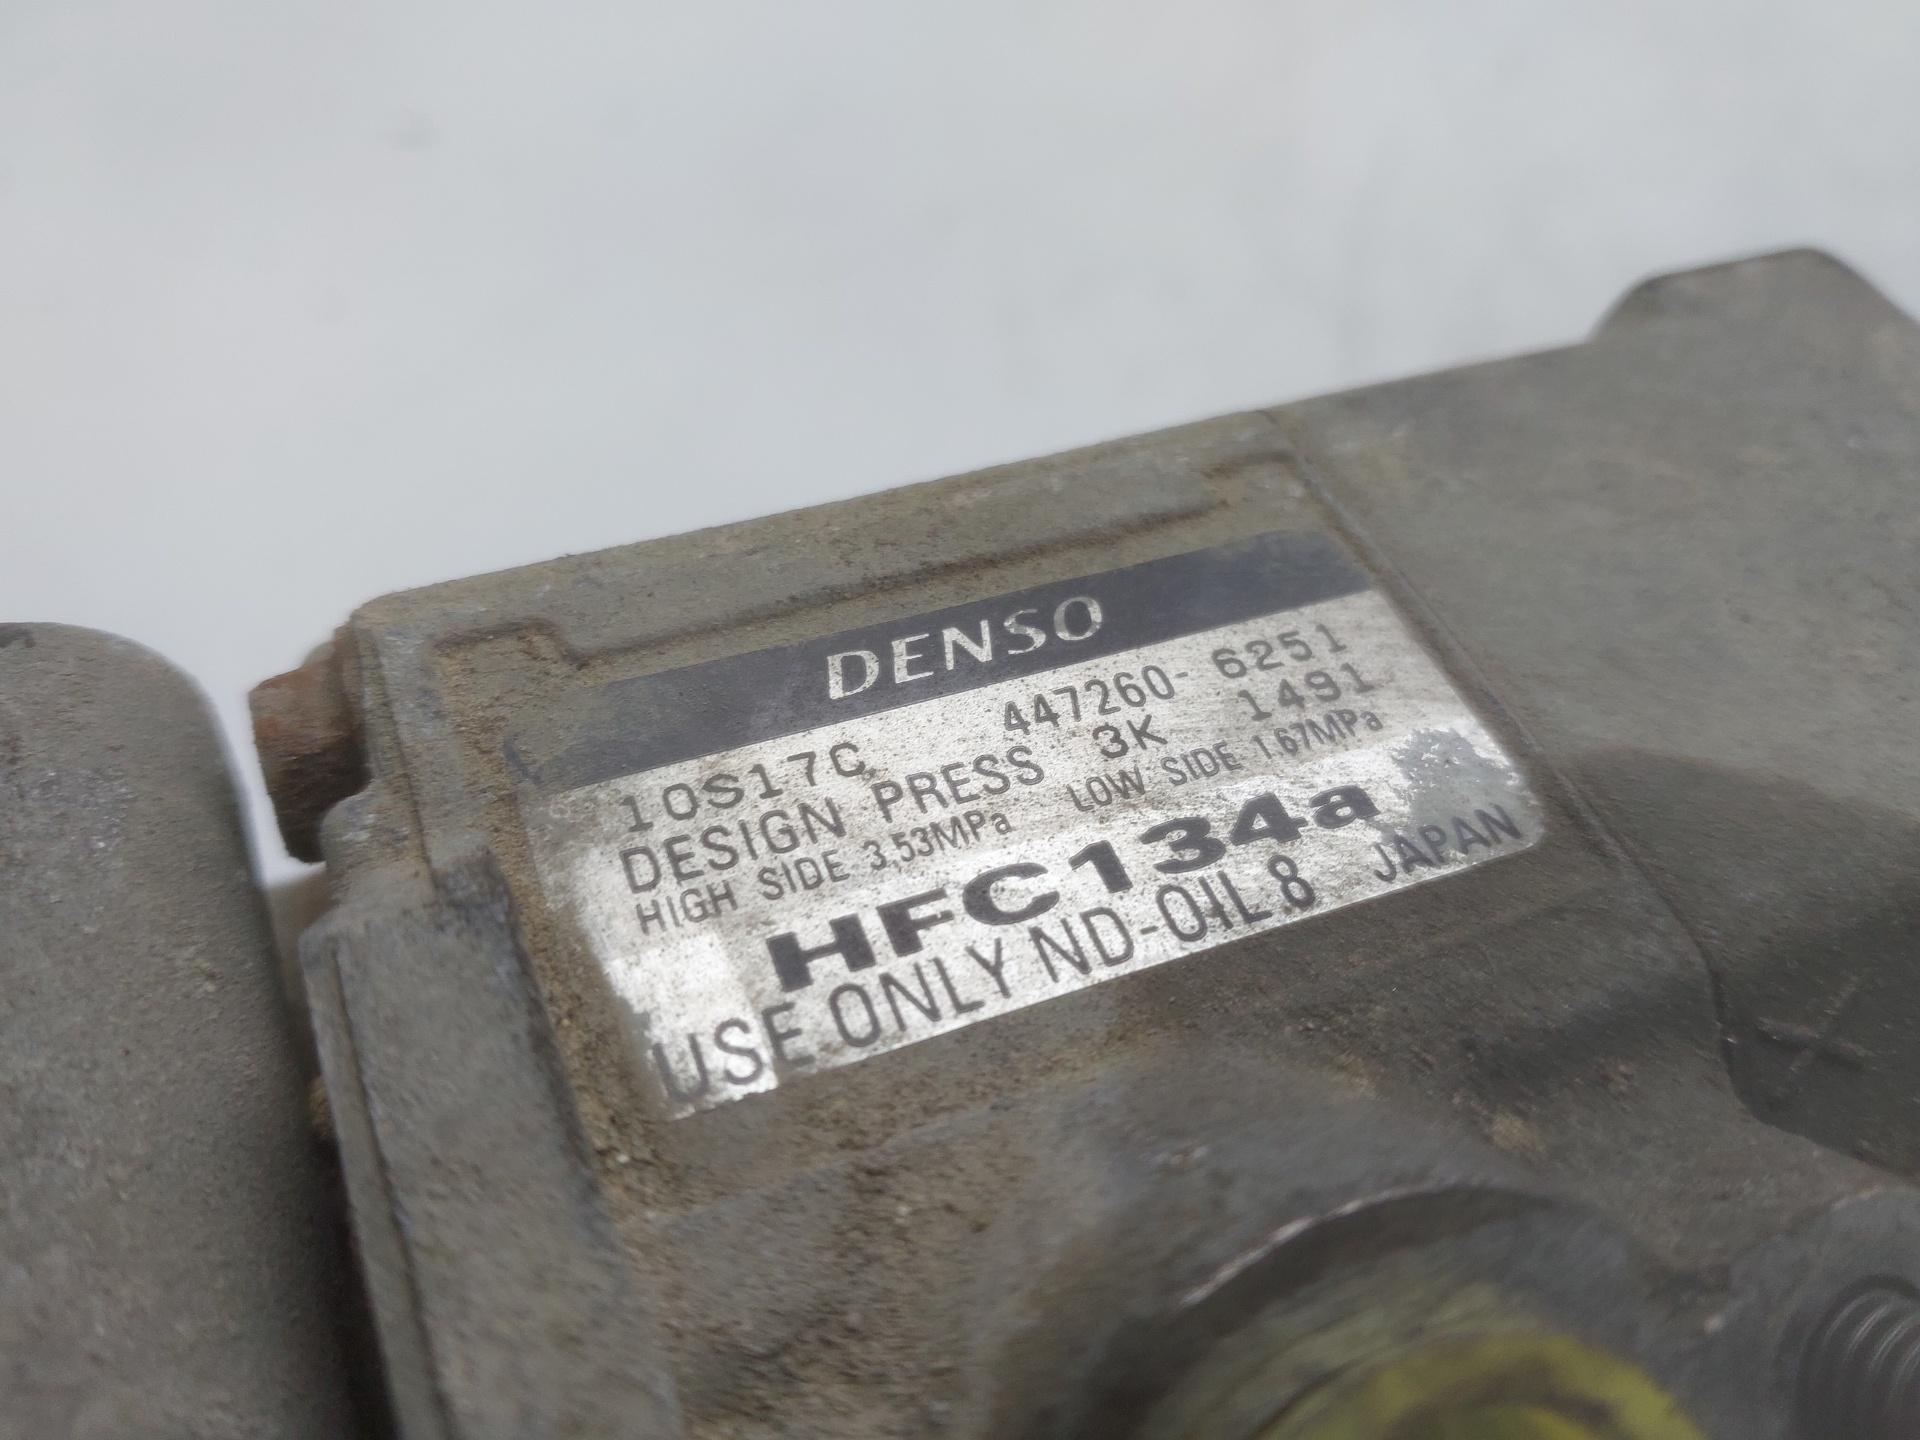 DENSO
10S17C 447260-6251
DESIGN PRESS 3K 1491
HIGH SIDE 3.53MPa LOW SIDE 1.67MPa
HFC134a
USE ONLY ND-OIL8 JAPAN